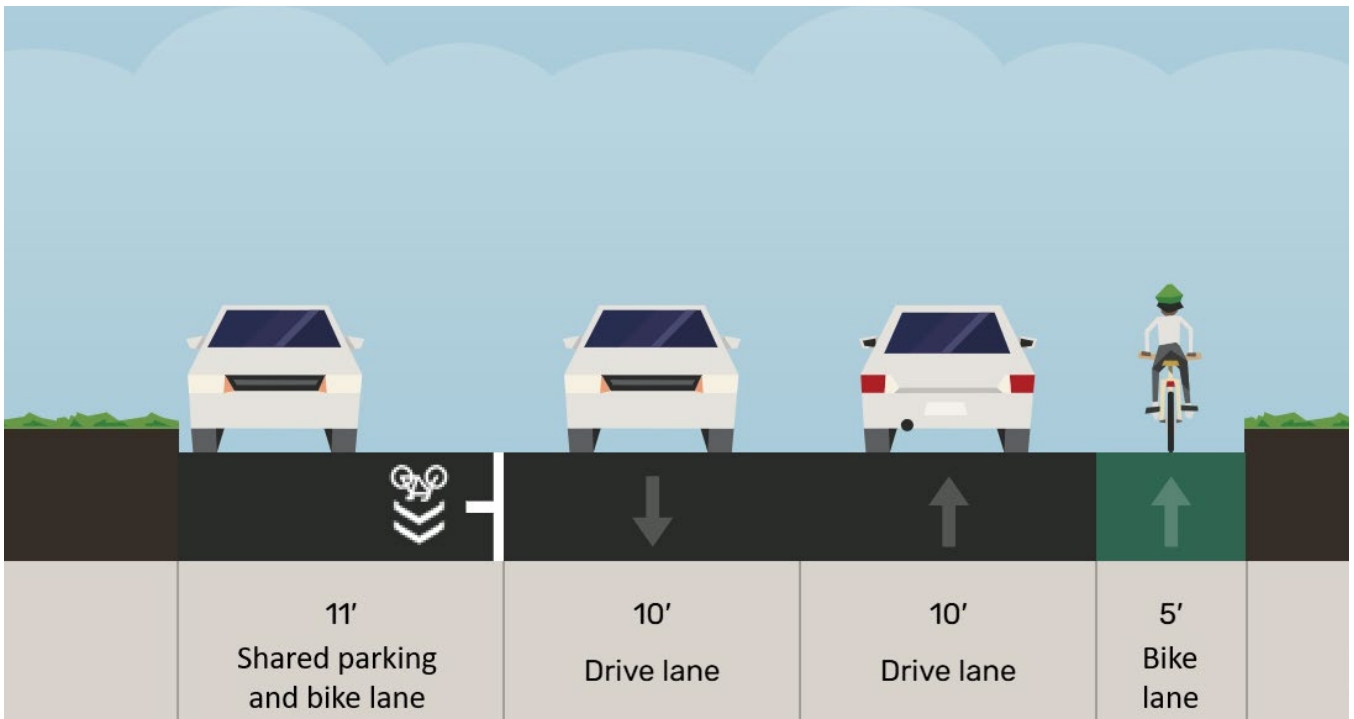 11′
Shared parking
and bike lane
10′
Drive lane
10′
Drive lane
5′
Bike
lane